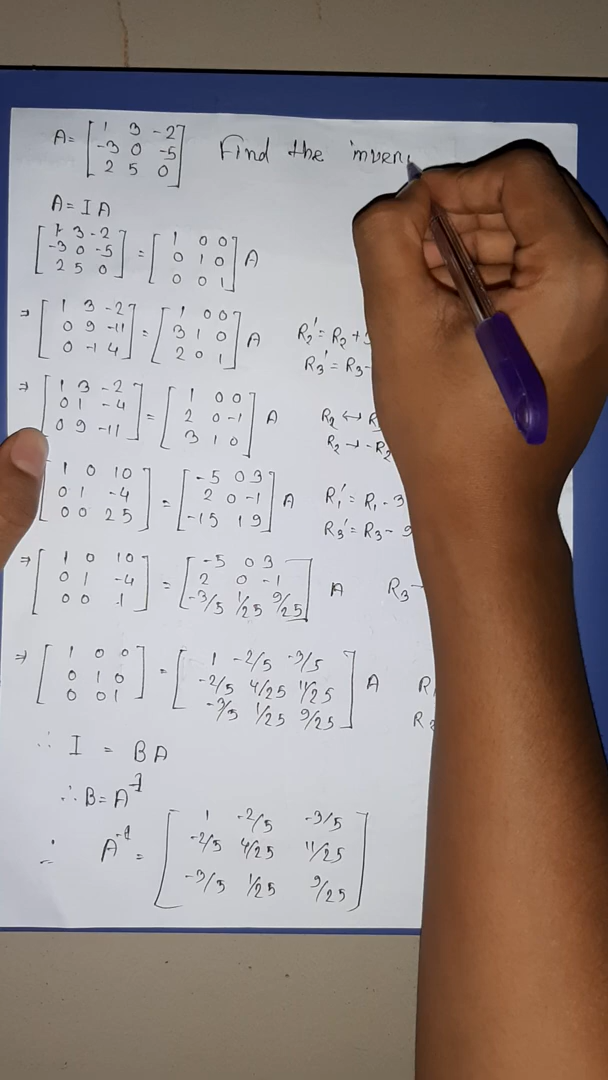 A = [ 1 3 -2 ] Find the inver
[ -3 0 -5 ]
[ 2 5 0 ]
A = I A
[ 1 3 -2 ] [ 1 0 0 ]
[ -3 0 -5 ] = [ 0 1 0 ] A
[ 2 5 0 ] [ 0 0 1 ]
⇒ [ 1 3 -2 ] [ 1 0 0 ]
[ 0 9 -11 ] = [ 3 1 0 ] A R₂' = R₂ +
[ 0 -1 4 ] [ 2 0 1 ] R₃' = R₃ -
⇒ [ 1 3 -2 ] [ 1 0 0 ]
[ 0 1 -4 ] = [ 2 0 -1 ] A R₂ ↔ R
[ 0 9 -11 ] [ 3 1 0 ] R₂ → -R₂
[ 1 0 10 ] [ -5 0 3 ]
[ 0 1 -4 ] = [ 2 0 -1 ] A R₁' = R₁ - 3
[ 0 0 25 ] [ -15 1 9 ] R₃' = R₃ - 9
⇒ [ 1 0 10 ] [ -5 0 3 ]
[ 0 1 -4 ] = [ 2 0 -1 ] A R₃ →
[ 0 0 1 ] [ -3/5 1/25 9/25 ]
⇒ [ 1 0 0 ] [ 1 -2/5 -3/5 ]
[ 0 1 0 ] = [ -2/5 4/25 11/25 ] A R
[ 0 0 1 ] [ -3/5 1/25 9/25 ] R
∴ I = BA
∴ B = A⁻¹
∴ A⁻¹ = [ 1 -2/5 -3/5 ]
[ -2/5 4/25 11/25 ]
[ -3/5 1/25 9/25 ]